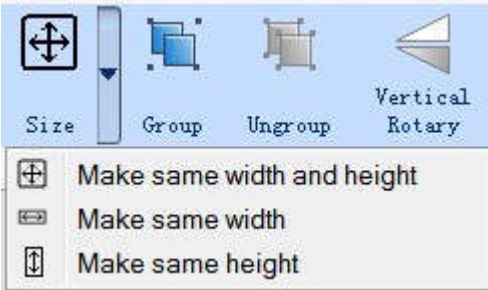 Size
Group
Ungroup
Vertical
Rotary
Make same width and height
Make same width
Make same height